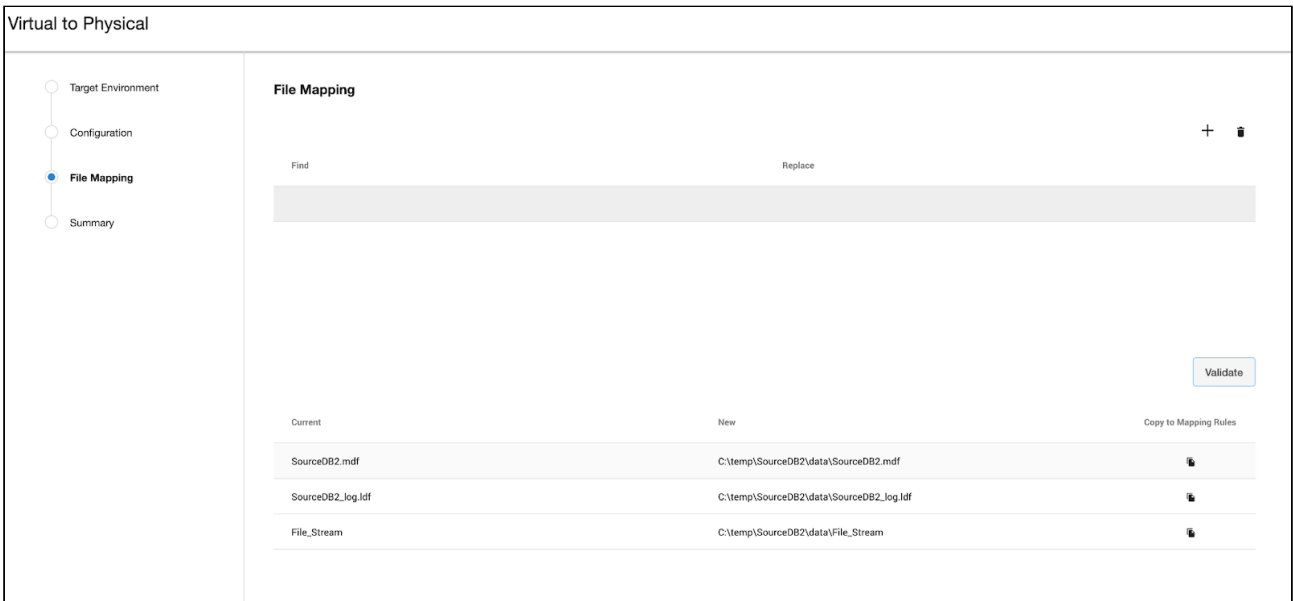 Virtual to Physical
Target Environment
Configuration
File Mapping
Summary
File Mapping
Find Replace
Validate
Current New Copy to Mapping Rules
SourceDB2.mdf C:\temp\SourceDB2\data\SourceDB2.mdf
SourceDB2_log.ldf C:\temp\SourceDB2\data\SourceDB2_log.ldf
File_Stream C:\temp\SourceDB2\data\File_Stream